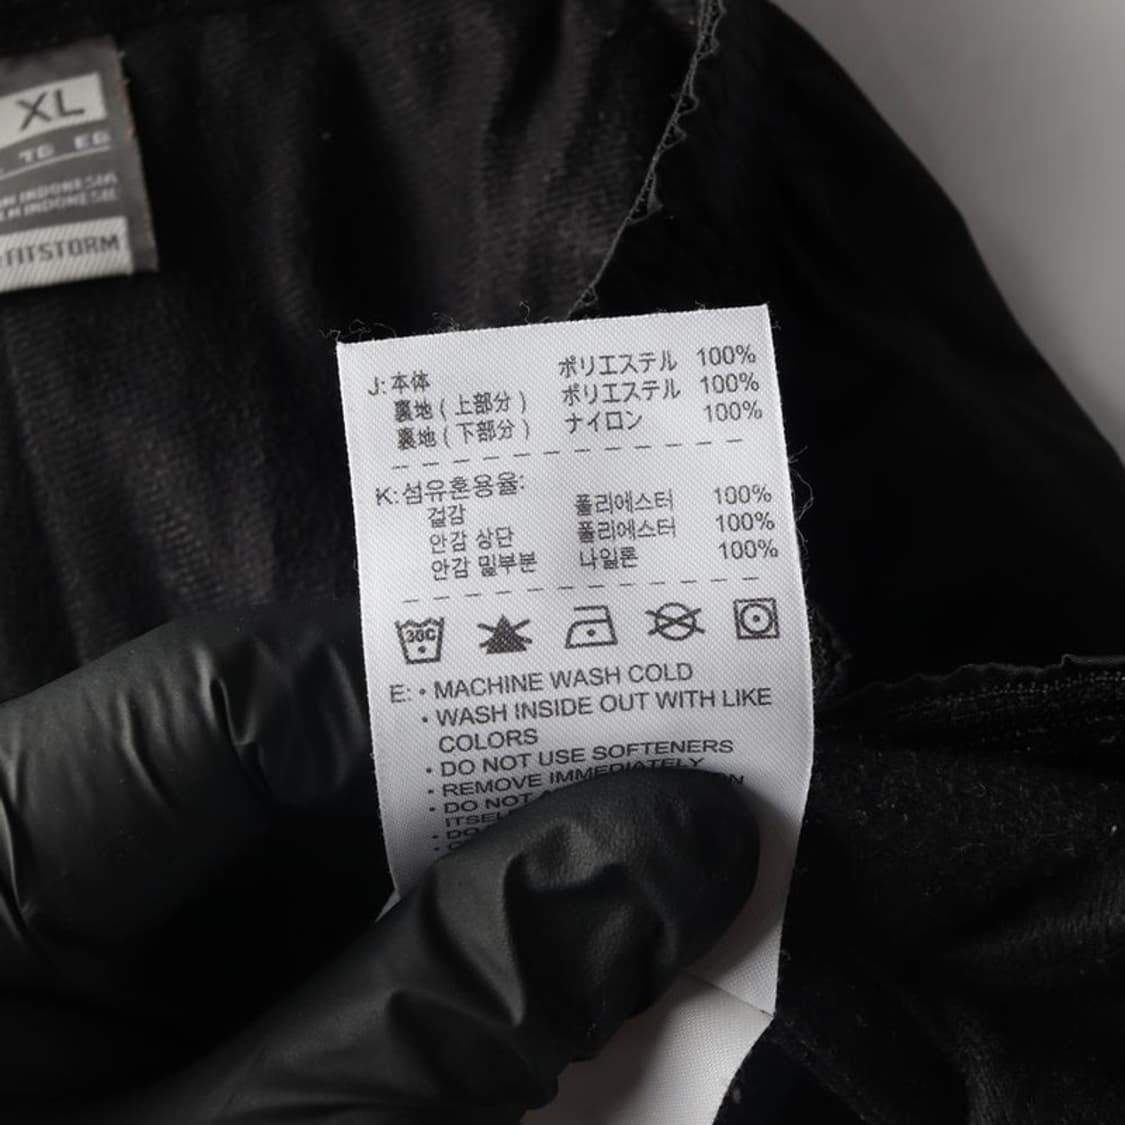 XL
TG EG
INDONESIA
INDONESIE
FITSTORM
J: 本体 ポリエステル 100%
裏地 ( 上部分 ) ポリエステル 100%
裏地 ( 下部分 ) ナイロン 100%
K: 섬유혼용율:
겉감 폴리에스터 100%
안감 상단 폴리에스터 100%
안감 밑부분 나일론 100%
30C
E: • MACHINE WASH COLD
• WASH INSIDE OUT WITH LIKE
COLORS
• DO NOT USE SOFTENERS
• REMOVE IMMEDIATELY
• DO NOT